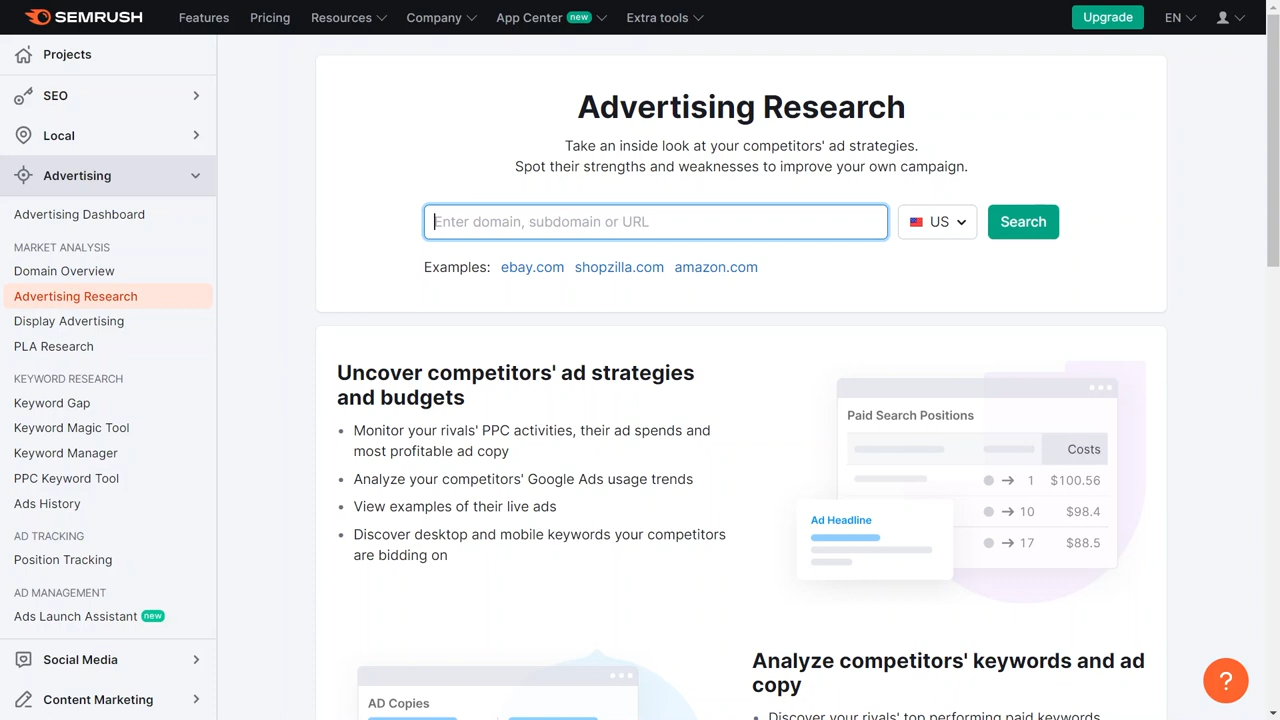 SEMRUSH
Features
Pricing
Resources
Company
App Center new
Extra tools
Upgrade
EN
Projects
SEO
Local
Advertising
Advertising Dashboard
MARKET ANALYSIS
Domain Overview
Advertising Research
Display Advertising
PLA Research
KEYWORD RESEARCH
Keyword Gap
Keyword Magic Tool
Keyword Manager
PPC Keyword Tool
Ads History
AD TRACKING
Position Tracking
AD MANAGEMENT
Ads Launch Assistant new
Social Media
Content Marketing
Advertising Research
Take an inside look at your competitors' ad strategies.
Spot their strengths and weaknesses to improve your own campaign.
Enter domain, subdomain or URL
US
Search
Examples: ebay.com shopzilla.com amazon.com
Uncover competitors' ad strategies
and budgets
• Monitor your rivals' PPC activities, their ad spends and
most profitable ad copy
• Analyze your competitors' Google Ads usage trends
• View examples of their live ads
• Discover desktop and mobile keywords your competitors
are bidding on
Paid Search Positions
Costs
1 $100.56
10 $98.4
17 $88.5
Ad Headline
AD Copies
Analyze competitors' keywords and ad
copy
• Discover your rivals' top performing paid keywords
?